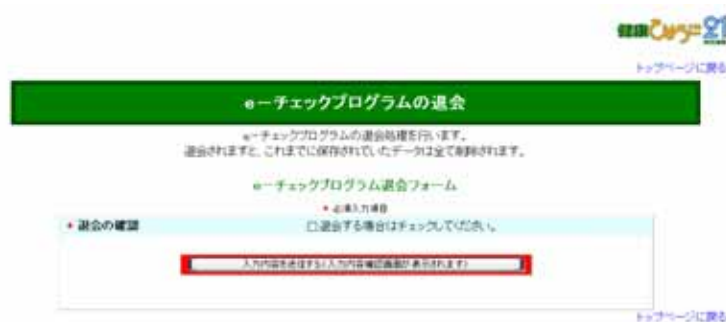 健康ひょうご21
トップページに戻る
e－チェックプログラムの退会
e－チェックプログラムの退会処理を行います。
退会されますと、これまでに保存されていたデータは全て削除されます。
e－チェックプログラム退会フォーム
* 必須入力項目
* 退会の確認
□退会する場合はチェックしてください。
入力内容を送信する(入力内容確認画面が表示されます)
トップページに戻る